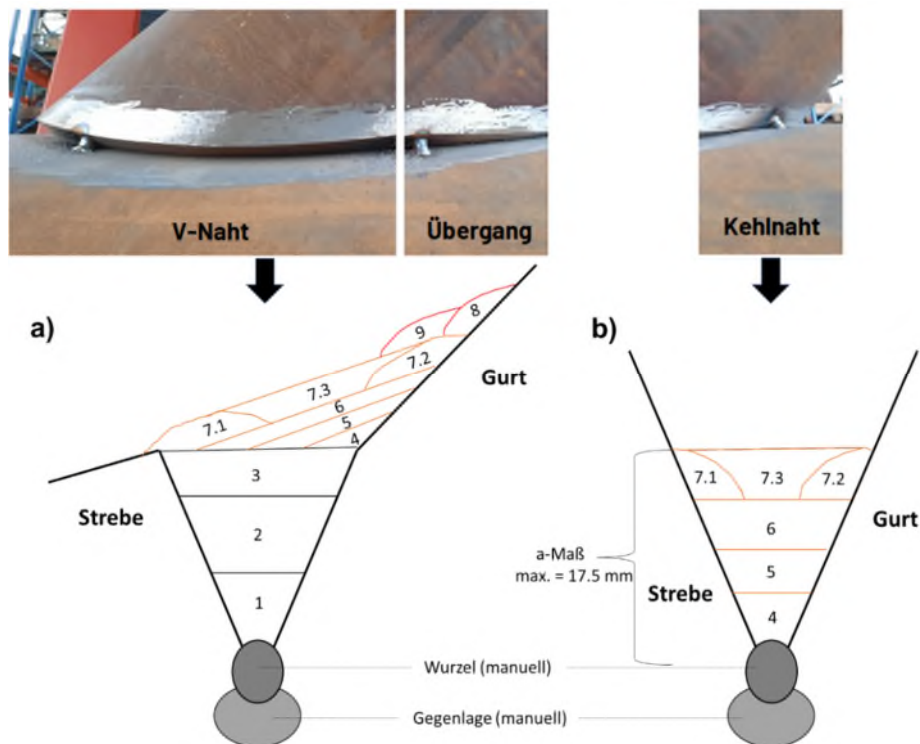 V-Naht
Übergang
Kehlnaht
a)
9
8
7.2
7.3
7.1
6
5
4
3
2
1
Gurt
Strebe
b)
7.1
7.3
7.2
6
5
4
Gurt
a-Maß
max. = 17.5 mm
Strebe
Wurzel (manuell)
Gegenlage (manuell)